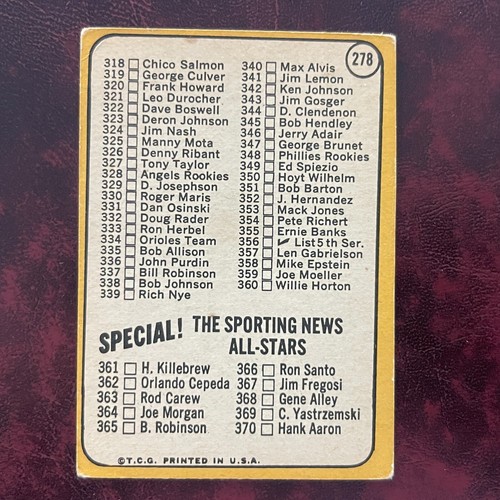 278
318 Chico Salmon
319 George Culver
320 Frank Howard
321 Leo Durocher
322 Dave Boswell
323 Deron Johnson
324 Jim Nash
325 Manny Mota
326 Denny Ribant
327 Tony Taylor
328 Angels Rookies
329 D. Josephson
330 Roger Maris
331 Dan Osinski
332 Doug Rader
333 Ron Herbel
334 Orioles Team
335 Bob Allison
336 John Purdin
337 Bill Robinson
338 Bob Johnson
339 Rich Nye
340 Max Alvis
341 Jim Lemon
342 Ken Johnson
343 Jim Gosger
344 D. Clendenon
345 Bob Hendley
346 Jerry Adair
347 George Brunet
348 Phillies Rookies
349 Ed Spiezio
350 Hoyt Wilhelm
351 Bob Barton
352 J. Hernandez
353 Mack Jones
354 Pete Richert
355 Ernie Banks
356 List 5th Ser.
357 Len Gabrielson
358 Mike Epstein
359 Joe Moeller
360 Willie Horton
SPECIAL! THE SPORTING NEWS
ALL-STARS
361 H. Killebrew
362 Orlando Cepeda
363 Rod Carew
364 Joe Morgan
365 B. Robinson
366 Ron Santo
367 Jim Fregosi
368 Gene Alley
369 C. Yastrzemski
370 Hank Aaron
©T.C.G. PRINTED IN U.S.A.